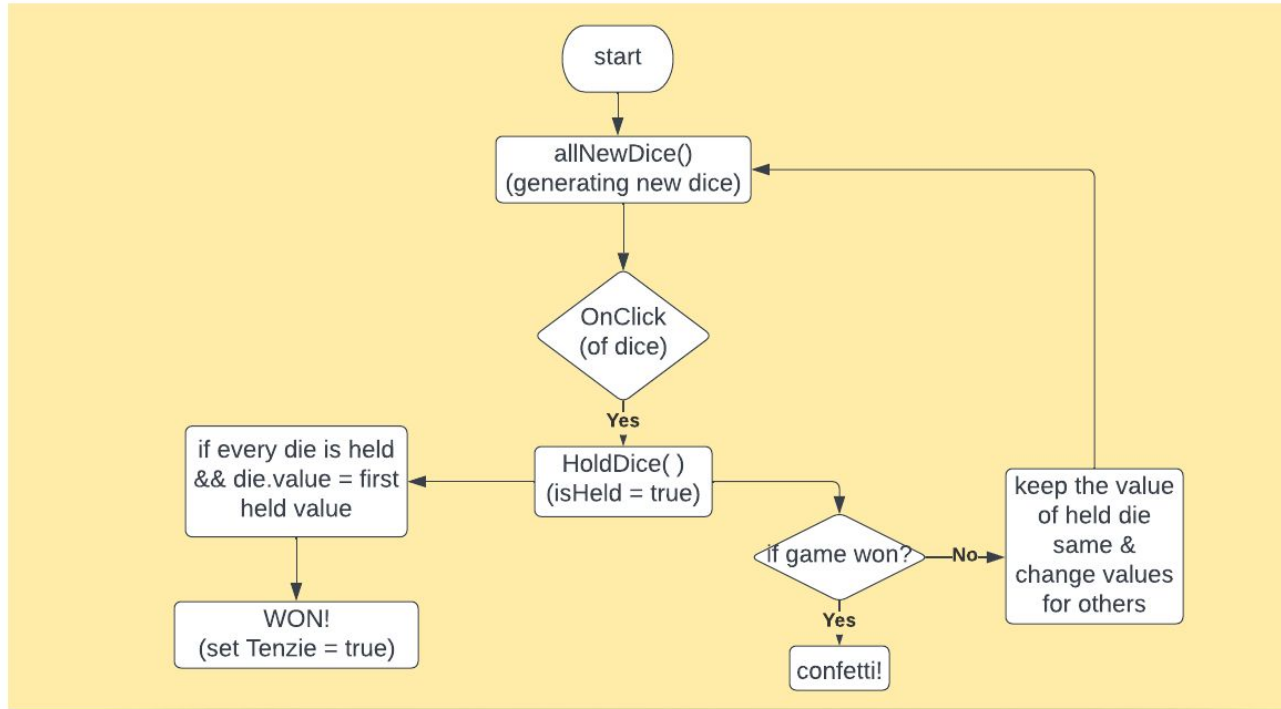 start
allNewDice()
(generating new dice)
OnClick
(of dice)
Yes
HoldDice( )
(isHeld = true)
if every die is held
&& die.value = first
held value
WON!
(set Tenzie = true)
if game won?
No
Yes
confetti!
keep the value
of held die
same &
change values
for others